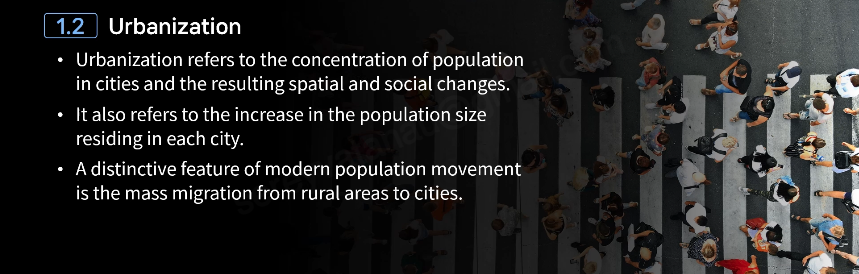 1.2 Urbanization
• Urbanization refers to the concentration of population
in cities and the resulting spatial and social changes.
• It also refers to the increase in the population size
residing in each city.
• A distinctive feature of modern population movement
is the mass migration from rural areas to cities.